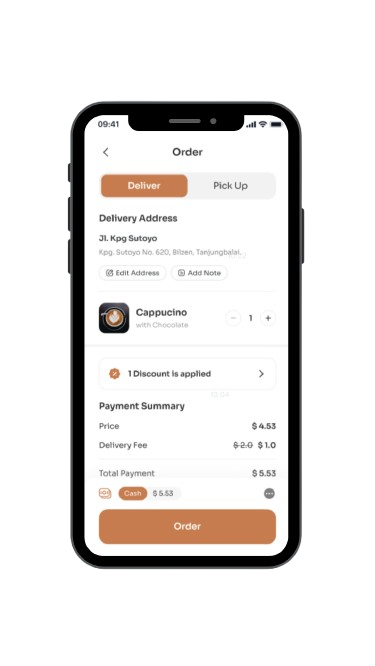 09:41
Order
Deliver
Pick Up
Delivery Address
Jl. Kpg Sutoyo
Kpg. Sutoyo No. 620, Bilzen, Tanjungbalai.
Edit Address
Add Note
Cappucino
with Chocolate
1
1 Discount is applied
Payment Summary
Price
$ 4.53
Delivery Fee
$ 2.0 $ 1.0
Total Payment
$ 5.53
Cash
$ 5.53
Order